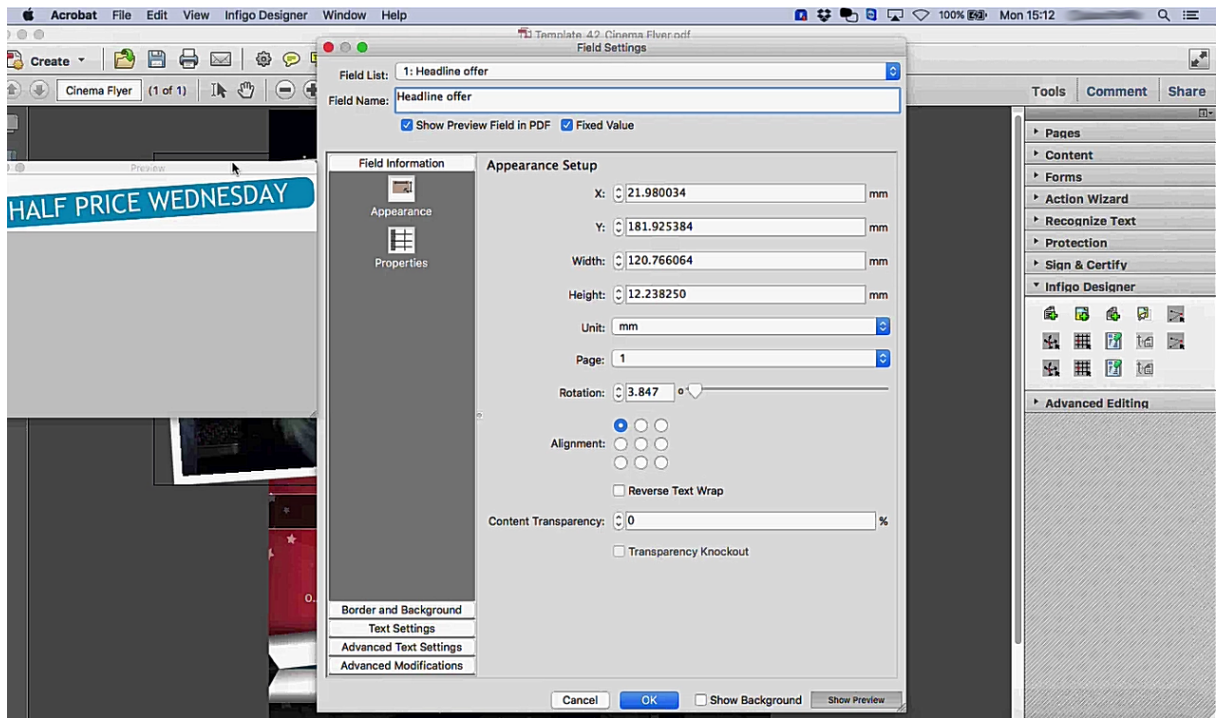 Acrobat File Edit View Infigo Designer Window Help 100% Mon 15:12
Template_42_Cinema Flyer.pdf
Field Settings
Create
Field List: 1: Headline offer
Field Name: Headline offer
Cinema Flyer (1 of 1)
Tools Comment Share
Show Preview Field in PDF Fixed Value
Preview
HALF PRICE WEDNESDAY
Field Information
Appearance
Properties
Border and Background
Text Settings
Advanced Text Settings
Advanced Modifications
Appearance Setup
X: 21.980034 mm
Y: 181.925384 mm
Width: 120.766064 mm
Height: 12.238250 mm
Unit: mm
Page: 1
Rotation: 3.847 °
Alignment:
Reverse Text Wrap
Content Transparency: 0 %
Transparency Knockout
Cancel OK Show Background Show Preview
Pages
Content
Forms
Action Wizard
Recognize Text
Protection
Sign & Certify
Infigo Designer
Advanced Editing